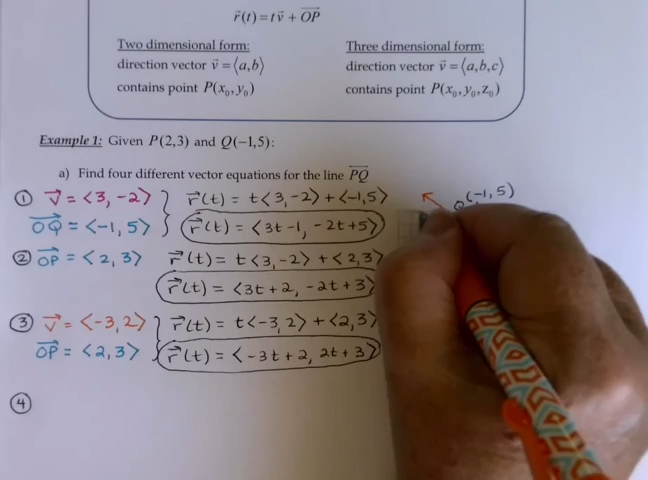 r⃗(t) = tv⃗ + OP⃗
Two dimensional form:
direction vector v⃗ = ⟨a,b⟩
contains point P(x₀,y₀)
Three dimensional form:
direction vector v⃗ = ⟨a,b,c⟩
contains point P(x₀,y₀,z₀)
Example 1: Given P(2,3) and Q(−1,5):
a) Find four different vector equations for the line PQ⃗
① v⃗ = <3, −2>
OQ⃗ = <−1, 5>
r⃗(t) = t<3, −2> + <−1,5>
r⃗(t) = <3t−1, −2t+5>
② OP⃗ = <2, 3>
r⃗(t) = t<3, −2> + <2,3>
r⃗(t) = <3t+2, −2t+3>
③ v⃗ = <−3, 2>
OP⃗ = <2,3>
r⃗(t) = t<−3, 2> + <2,3>
r⃗(t) = <−3t+2, 2t+3>
④
Q(−1,5)